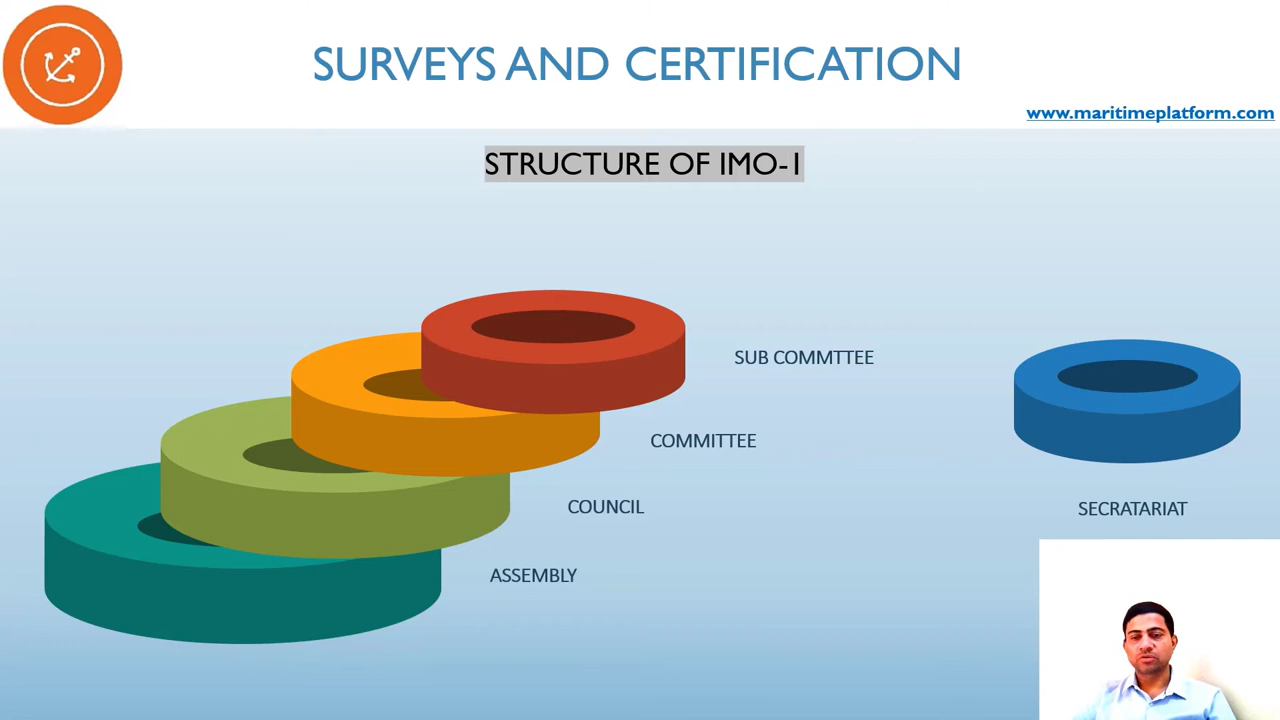 SURVEYS AND CERTIFICATION
www.maritimeplatform.com
STRUCTURE OF IMO-1
SUB COMMTTEE
COMMITTEE
COUNCIL
SECRATARIAT
ASSEMBLY